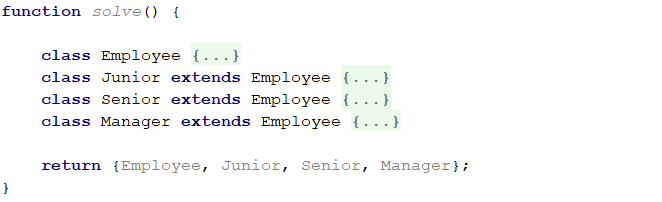 function solve() {
class Employee {...}
class Junior extends Employee {...}
class Senior extends Employee {...}
class Manager extends Employee {...}
return {Employee, Junior, Senior, Manager};
}